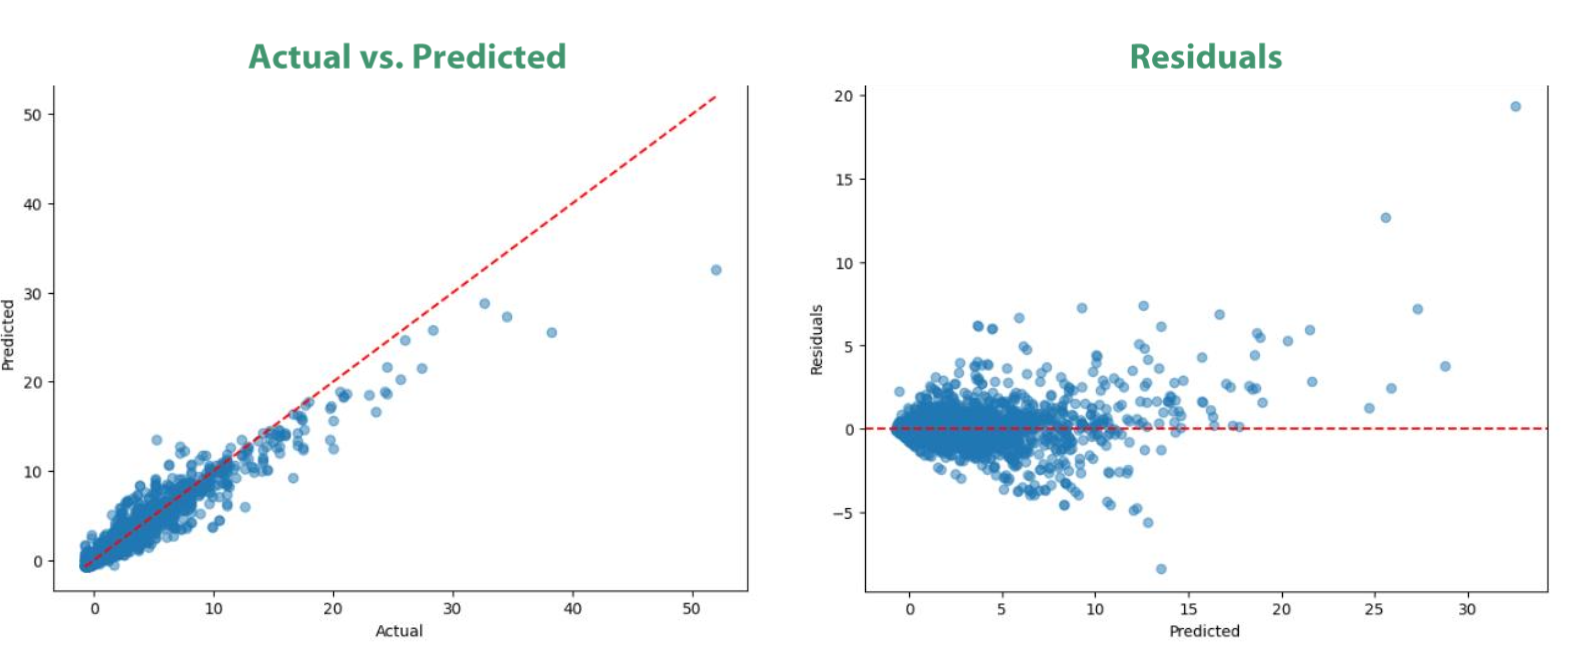 Actual vs. Predicted
50
40
30
20
10
0
Predicted
0 10 20 30 40 50
Actual
Residuals
20
15
10
5
0
−5
Residuals
0 5 10 15 20 25 30
Predicted